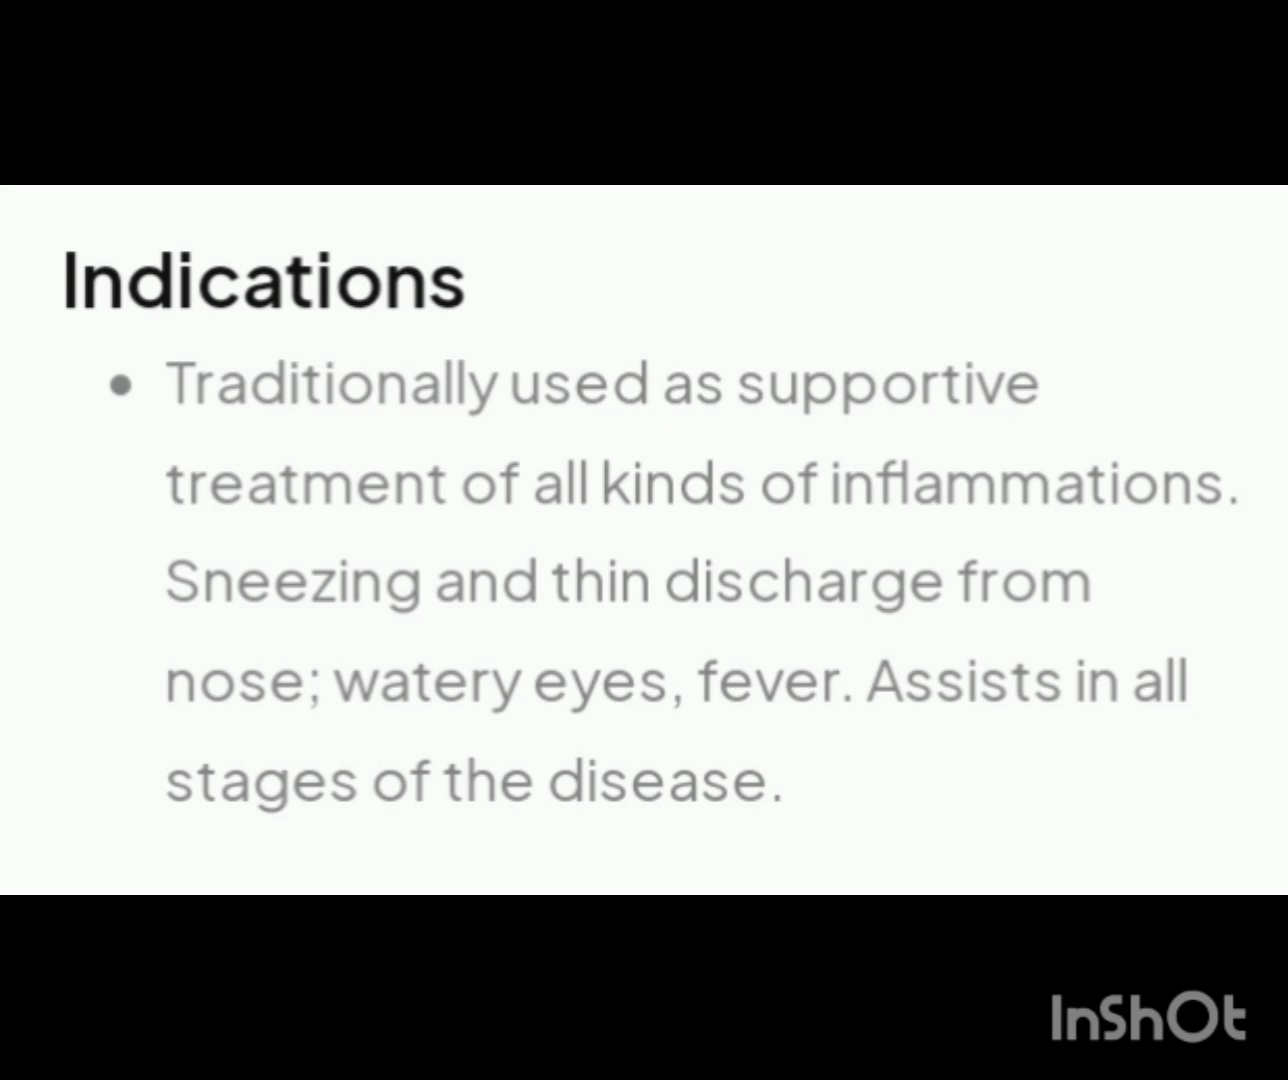 Indications
• Traditionally used as supportive
treatment of all kinds of inflammations.
Sneezing and thin discharge from
nose; watery eyes, fever. Assists in all
stages of the disease.
InShOt